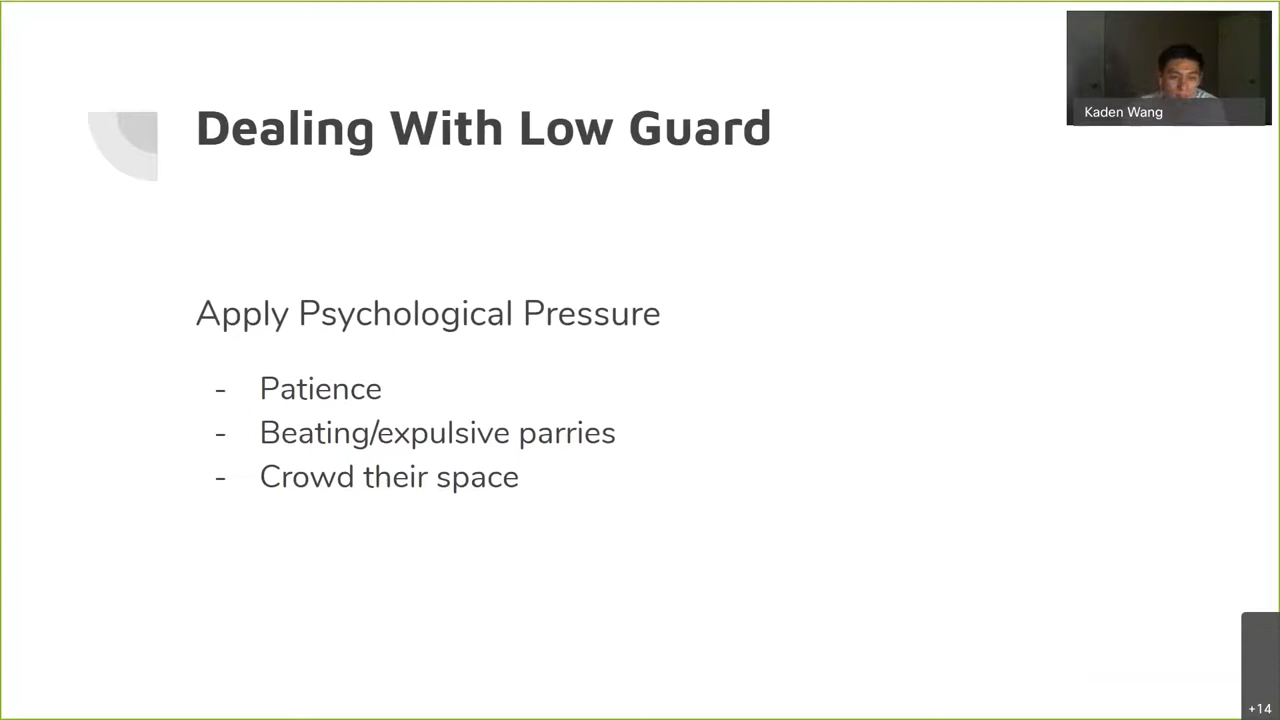 Dealing With Low Guard
Kaden Wang
Apply Psychological Pressure
- Patience
- Beating/expulsive parries
- Crowd their space
+14